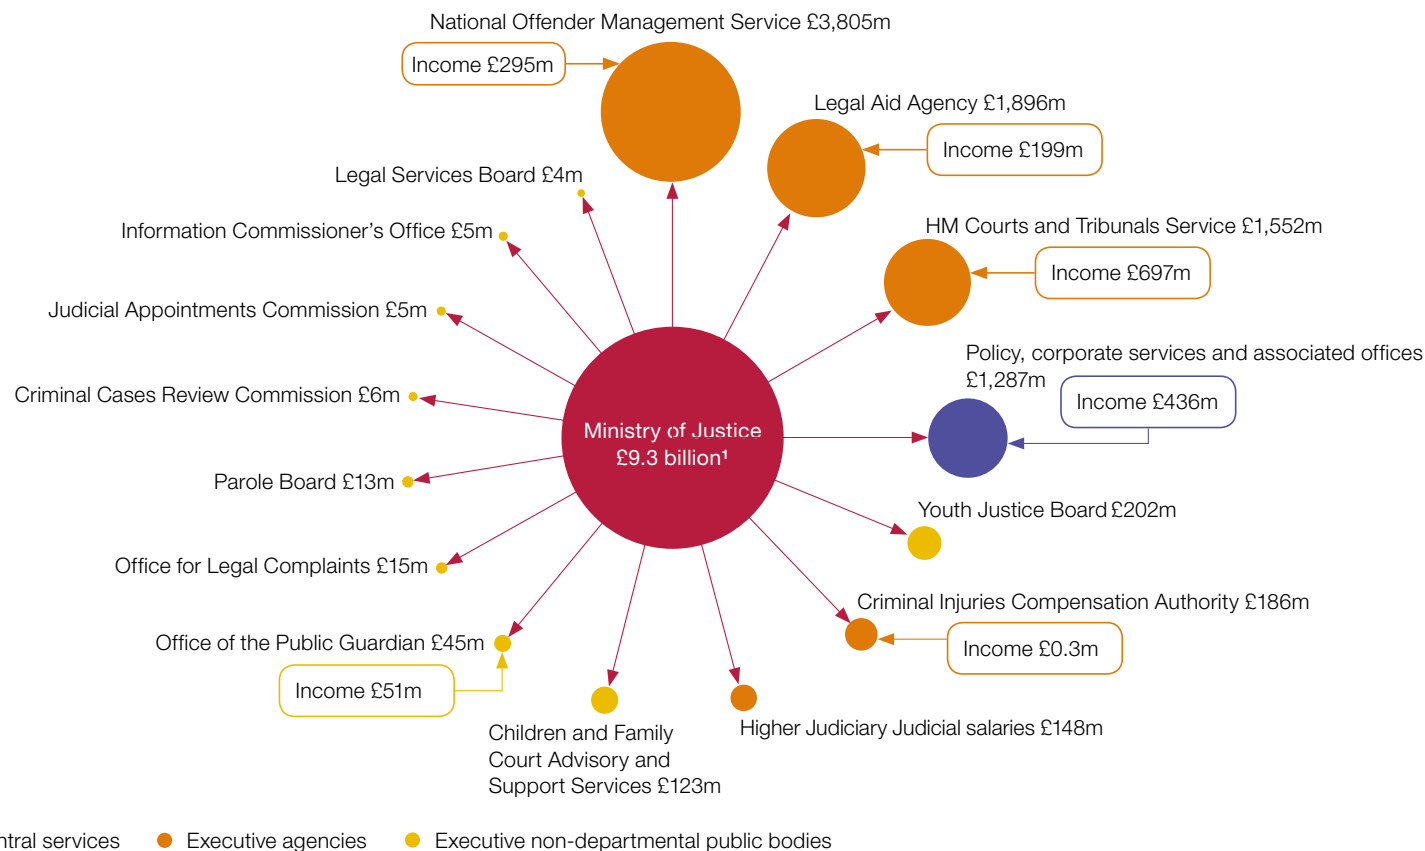 National Offender Management Service £3,805m
Income £295m
Legal Aid Agency £1,896m
Income £199m
Legal Services Board £4m
HM Courts and Tribunals Service £1,552m
Information Commissioner’s Office £5m
Income £697m
Judicial Appointments Commission £5m
Policy, corporate services and associated offices
£1,287m
Income £436m
Criminal Cases Review Commission £6m
Ministry of Justice
£9.3 billion¹
Parole Board £13m
Youth Justice Board £202m
Office for Legal Complaints £15m
Criminal Injuries Compensation Authority £186m
Income £0.3m
Office of the Public Guardian £45m
Income £51m
Higher Judiciary Judicial salaries £148m
Children and Family
Court Advisory and
Support Services £123m
ntral services
Executive agencies
Executive non-departmental public bodies